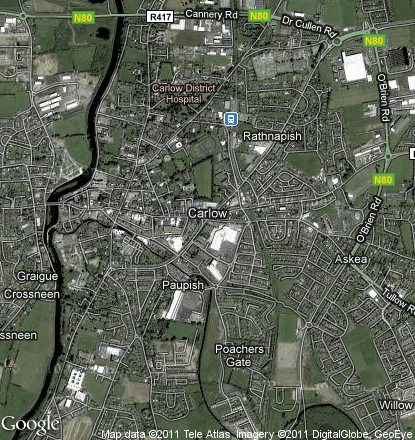 N80
R417
Cannery Rd
N80
Dr Cullen Rd
N80
O'Brien Rd
Carlow District
Hospital
Rathnapish
N80
Carlow
O'Brien Rd
Askea
Graigue
Crossneen
Paupish
Tullow Ro
ssneen
Poachers
Gate
Willow
Google
Map data ©2011 Tele Atlas, Imagery ©2011 DigitalGlobe, GeoEye